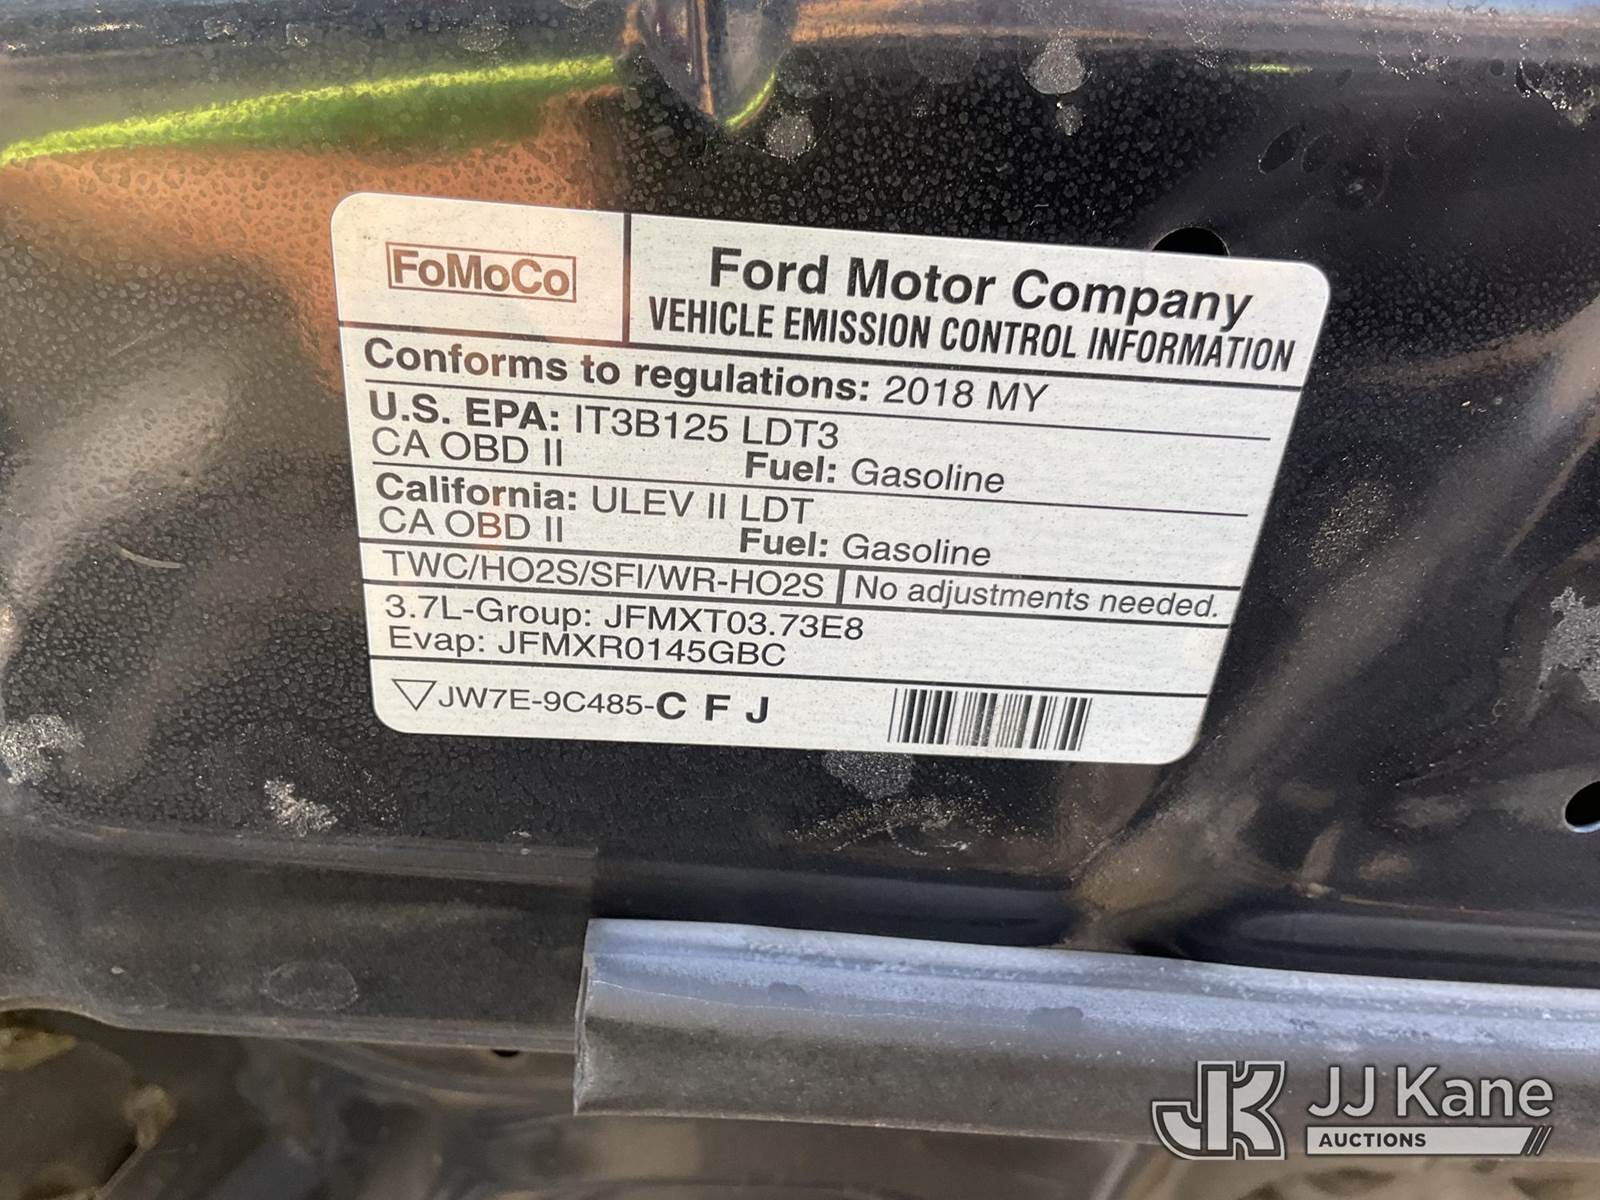 FoMoCo
Ford Motor Company
VEHICLE EMISSION CONTROL INFORMATION
Conforms to regulations: 2018 MY
U.S. EPA: IT3B125 LDT3
CA OBD II Fuel: Gasoline
California: ULEV II LDT
CA OBD II Fuel: Gasoline
TWC/HO2S/SFI/WR-HO2S No adjustments needed.
3.7L-Group: JFMXT03.73E8
Evap: JFMXR0145GBC
JW7E-9C485-C F J
JK JJ Kane
AUCTIONS